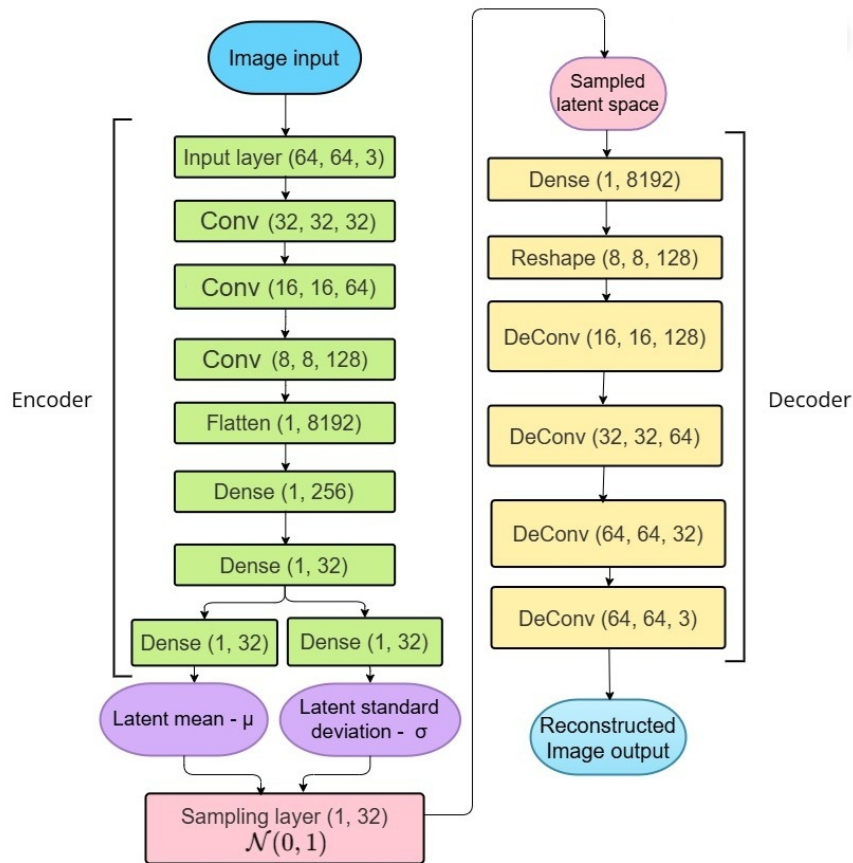 Image input
Input layer (64, 64, 3)
Conv (32, 32, 32)
Conv (16, 16, 64)
Conv (8, 8, 128)
Encoder
Flatten (1, 8192)
Dense (1, 256)
Dense (1, 32)
Dense (1, 32)
Dense (1, 32)
Latent mean - μ
Latent standard
deviation - σ
Sampling layer (1, 32)
𝒩(0, 1)
Sampled
latent space
Dense (1, 8192)
Reshape (8, 8, 128)
DeConv (16, 16, 128)
Decoder
DeConv (32, 32, 64)
DeConv (64, 64, 32)
DeConv (64, 64, 3)
Reconstructed
Image output